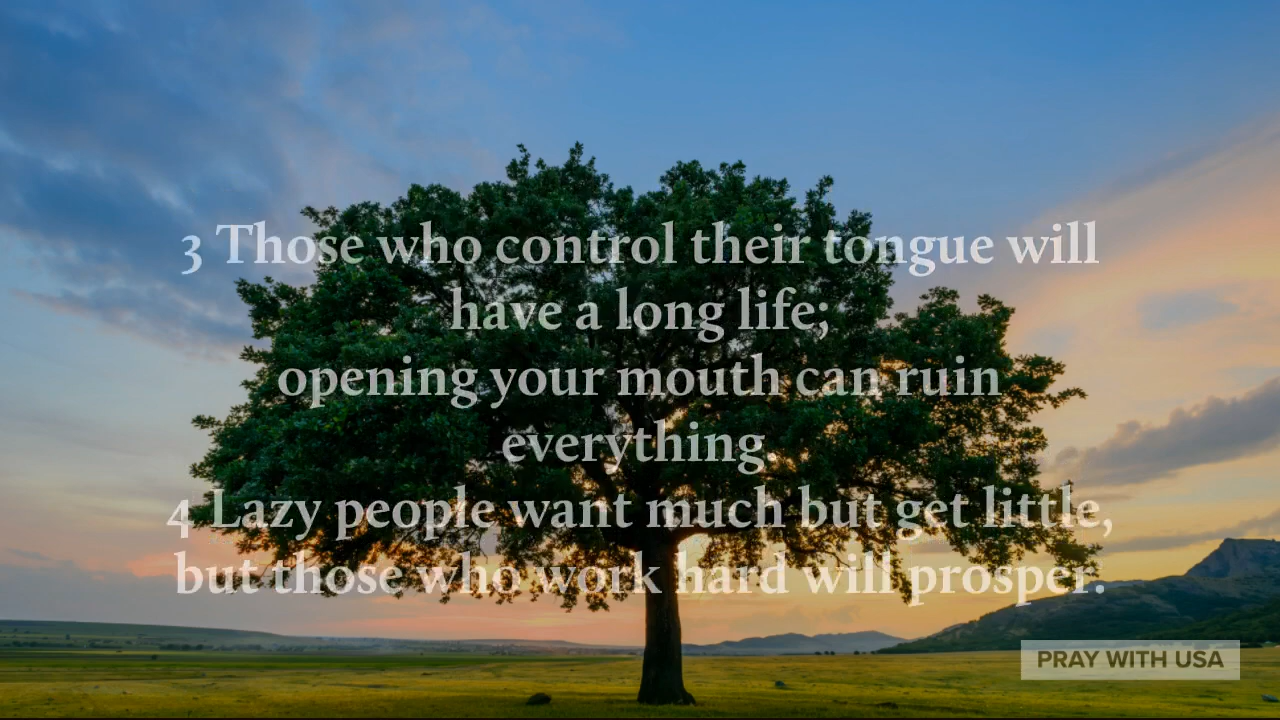 3 Those who control their tongue will
have a long life;
opening your mouth can ruin
everything
4 Lazy people want much but get little,
but those who work hard will prosper.
PRAY WITH USA